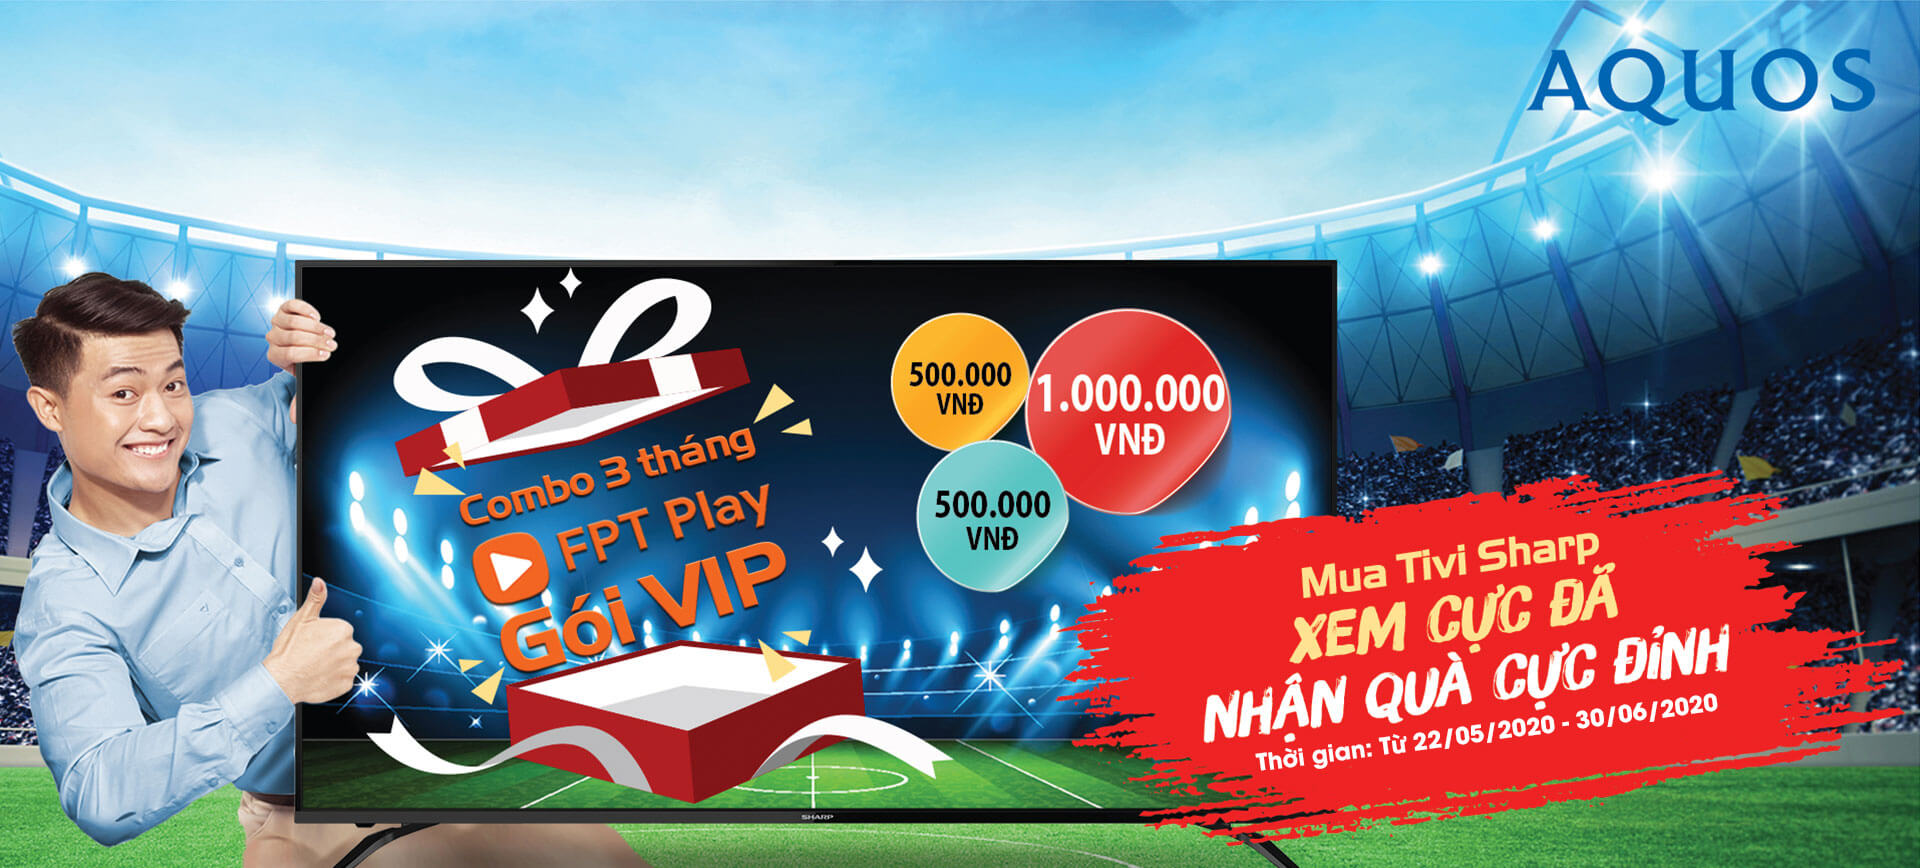 AQUOS
Combo 3 tháng
FPT Play
Gói VIP
500.000
VNĐ
1.000.000
VNĐ
500.000
VNĐ
Mua Tivi Sharp
XEM CỰC ĐÃ
NHẬN QUÀ CỰC ĐỈNH
Thời gian: Từ 22/05/2020 - 30/06/2020
SHARP